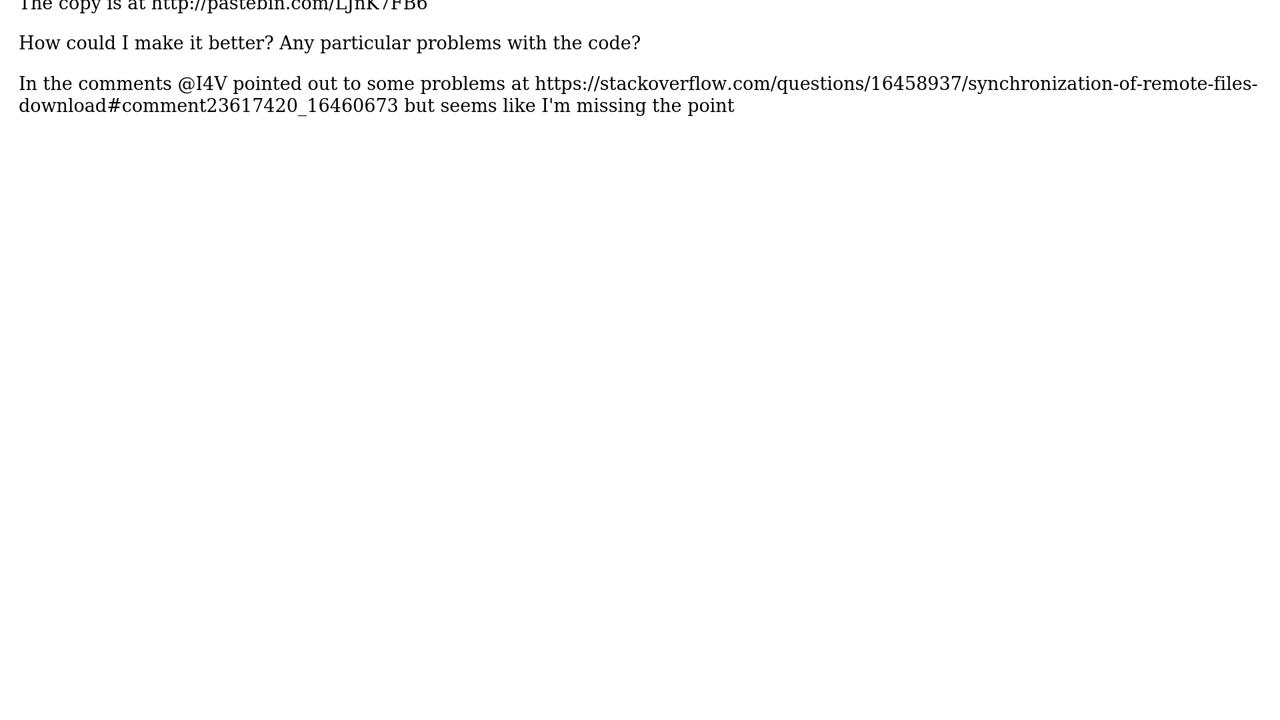 The copy is at http://pastebin.com/LJnK7FB6
How could I make it better? Any particular problems with the code?
In the comments @I4V pointed out to some problems at https://stackoverflow.com/questions/16458937/synchronization-of-remote-files-
download#comment23617420_16460673 but seems like I'm missing the point